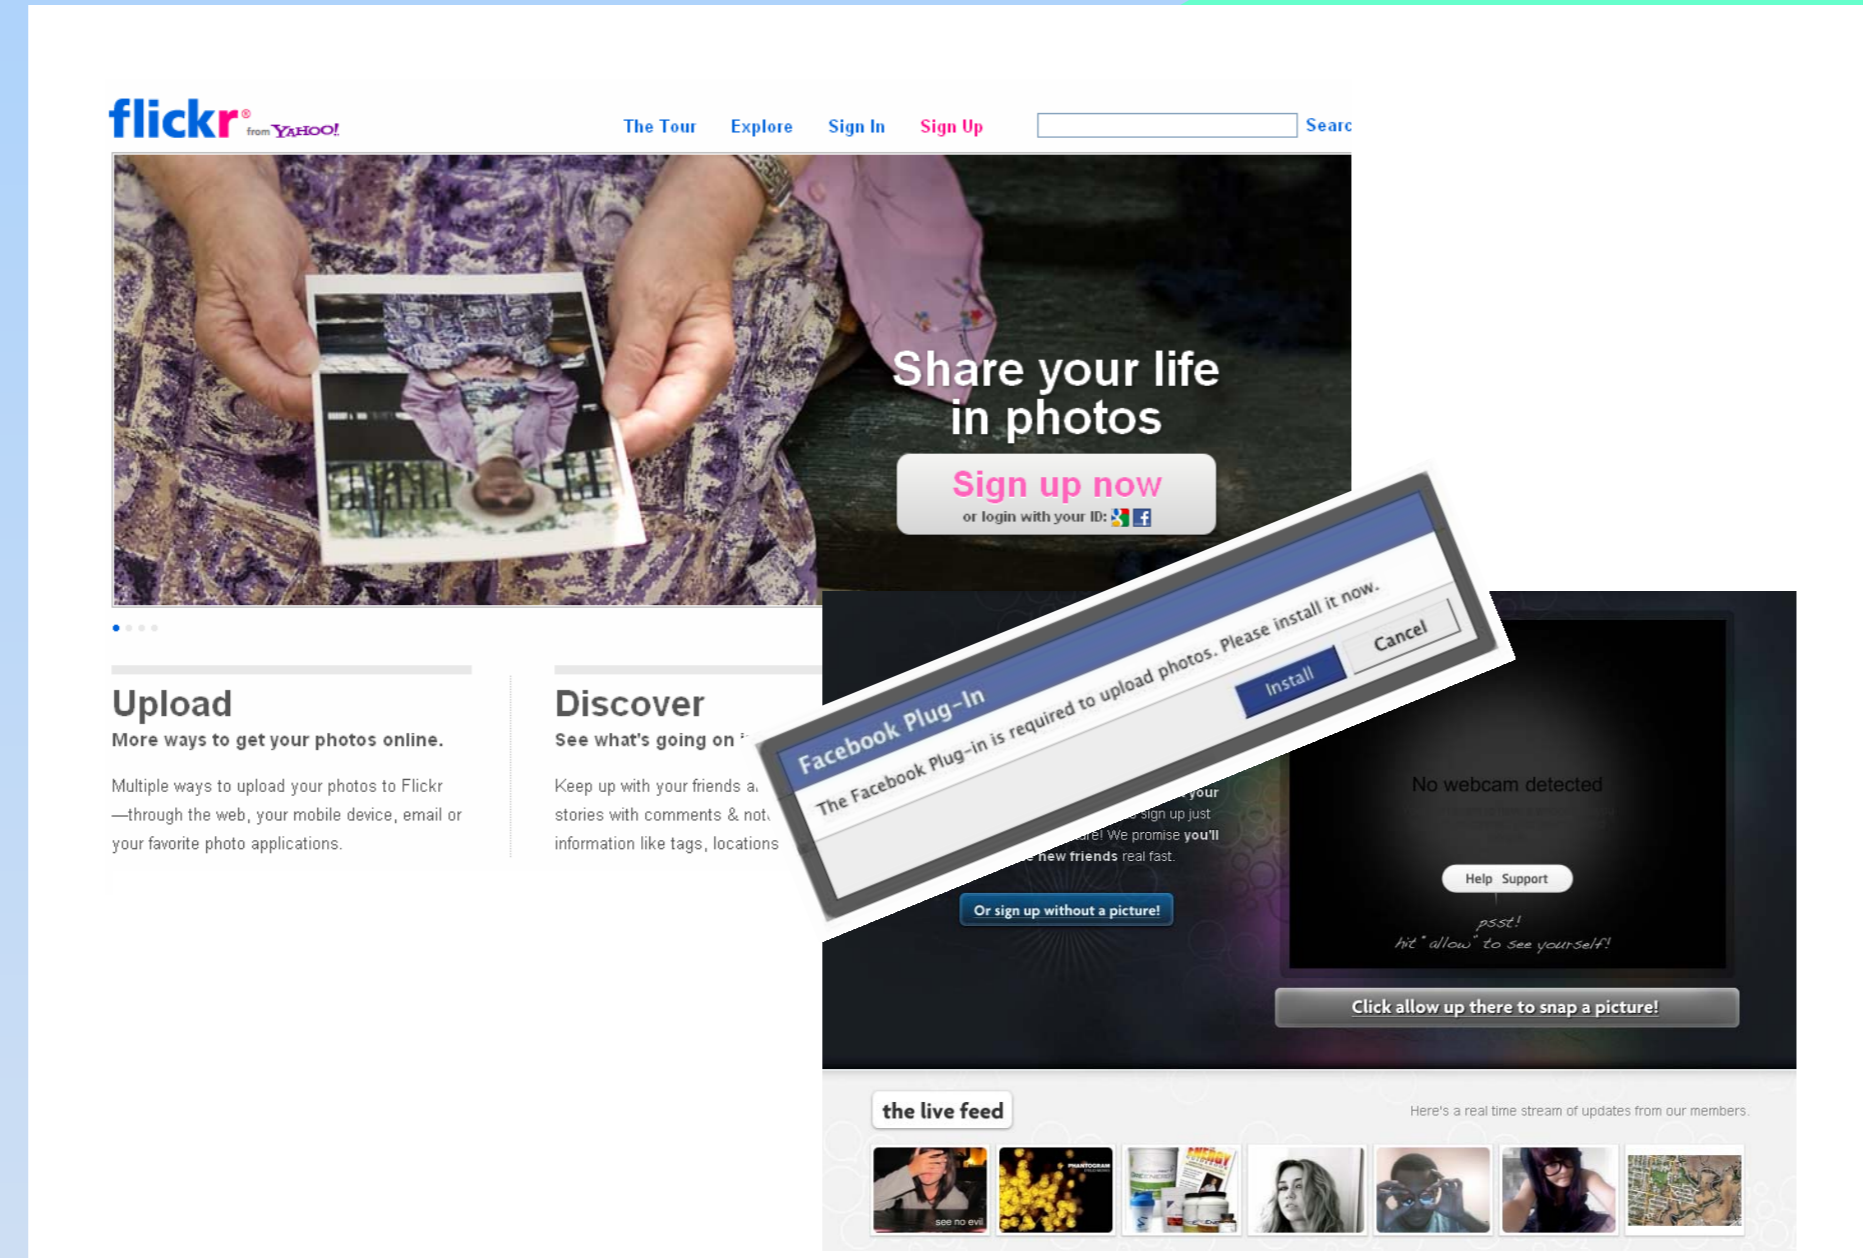 flickr® from YAHOO!
The Tour Explore Sign In Sign Up Searc
Share your life
in photos
Sign up now
or login with your ID:
Upload
More ways to get your photos online.
Multiple ways to upload your photos to Flickr
—through the web, your mobile device, email or
your favorite photo applications.
Discover
See what's going on
Keep up with your friends
stories with comments &
information like tags, locations
Facebook Plug-In
The Facebook Plug-in is required to upload photos. Please install it now.
Install Cancel
your
sign up just
We promise you'll
new friends real fast.
Or sign up without a picture!
No webcam detected
Help Support
psst!
hit "allow" to see yourself!
Click allow up there to snap a picture!
the live feed
Here's a real time stream of updates from our members.
see no evil
PHANTOGRAM
ENERGY